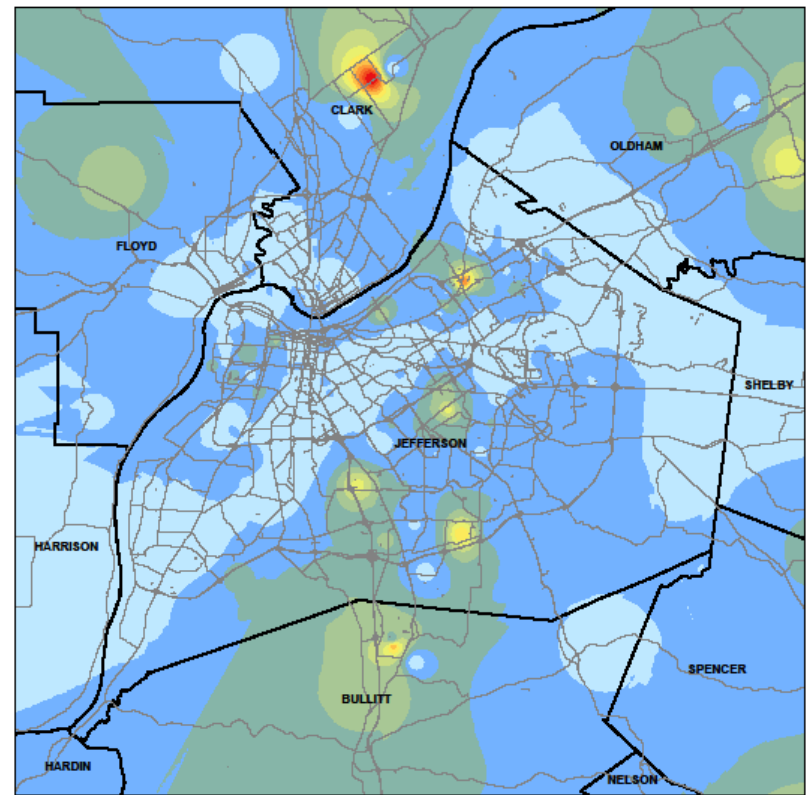 CLARK
OLDHAM
FLOYD
SHELBY
JEFFERSON
HARRISON
SPENCER
BULLITT
HARDIN
NELSON